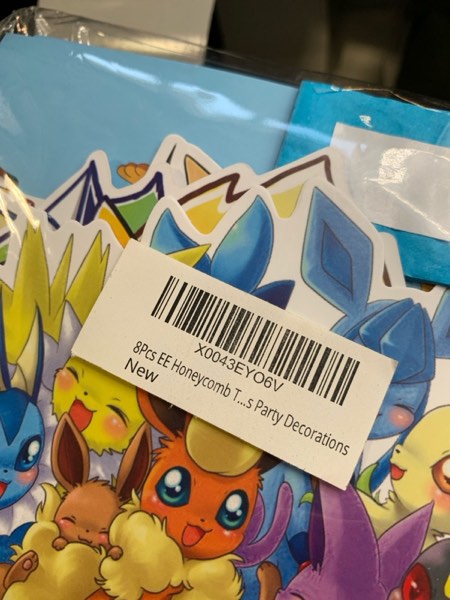 X0043EYO6V
8Pcs EE Honeycomb T...s Party Decorations
New